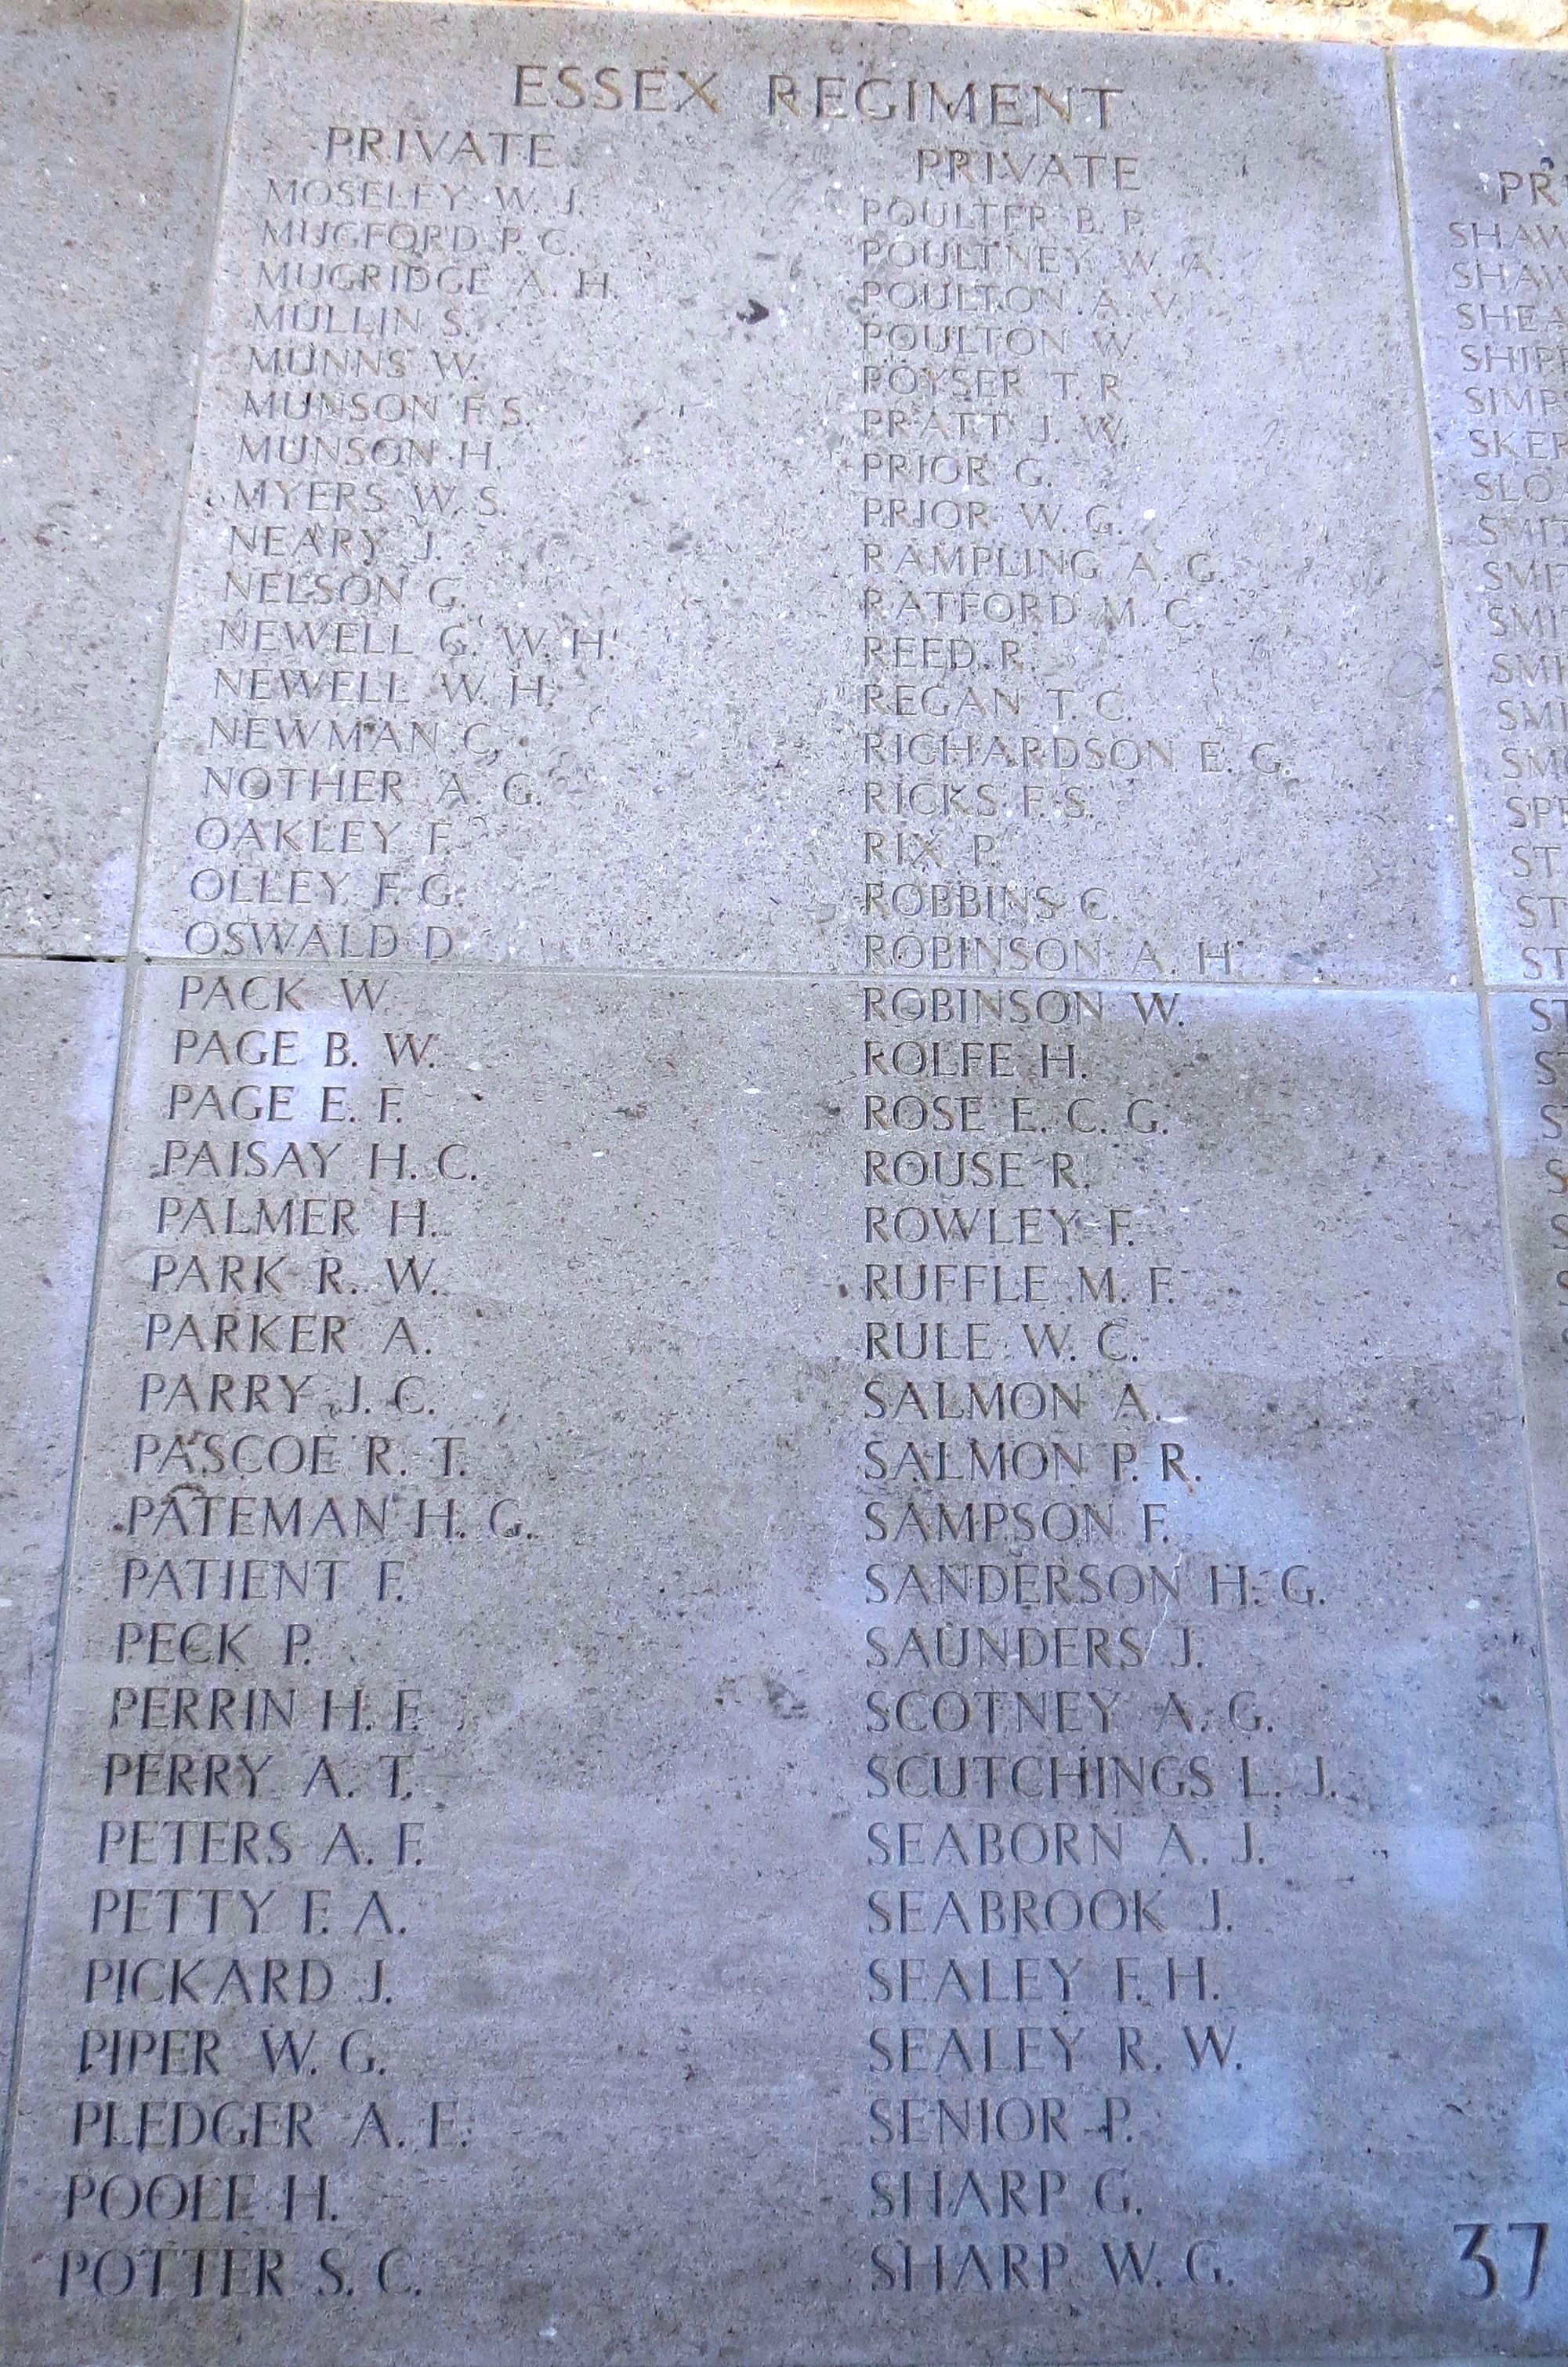 ESSEX REGIMENT
PRIVATE
MOSELEY W. J.
MUGFORD P. C.
MUGRIDGE A. H.
MULLIN S.
MUNNS W.
MUNSON F. S.
MUNSON H.
MYERS W. S.
NEARY J.
NELSON G.
NEWELL G. W. H.
NEWELL W. H.
NEWMAN C.
NOTHER A. G.
OAKLEY F.
OLLEY F. G.
OSWALD D.
PACK W.
PAGE B. W.
PAGE E. F.
PAISAY H. C.
PALMER H.
PARK R. W.
PARKER A.
PARRY J. C.
PASCOE R. T.
PATEMAN H. G.
PATIENT F.
PECK P.
PERRIN H. F.
PERRY A. T.
PETERS A. F.
PETTY F. A.
PICKARD J.
PIPER W. G.
PLEDGER A. E.
POOLE H.
POTTER S. C.
PRIVATE
POULTER B. P.
POULTNEY W. A.
POULTON A. V.
POULTON W.
POYSER T. R.
PRATT J. W.
PRIOR G.
PRIOR W. G.
RAMPLING A. G.
RATFORD M. C.
REED R.
REGAN T. C.
RICHARDSON E. G.
RICKS F. S.
RIX P.
ROBBINS C.
ROBINSON A. H.
ROBINSON W.
ROLFE H.
ROSE E. C. G.
ROUSE R.
ROWLEY F.
RUFFLE M. F.
RULE W. C.
SALMON A.
SALMON P. R.
SAMPSON F.
SANDERSON H. G.
SAUNDERS J.
SCOTNEY A. G.
SCUTCHINGS L. J.
SEABORN A. J.
SEABROOK J.
SEALEY F. H.
SEALEY R. W.
SENIOR P.
SHARP G.
SHARP W. G.
37